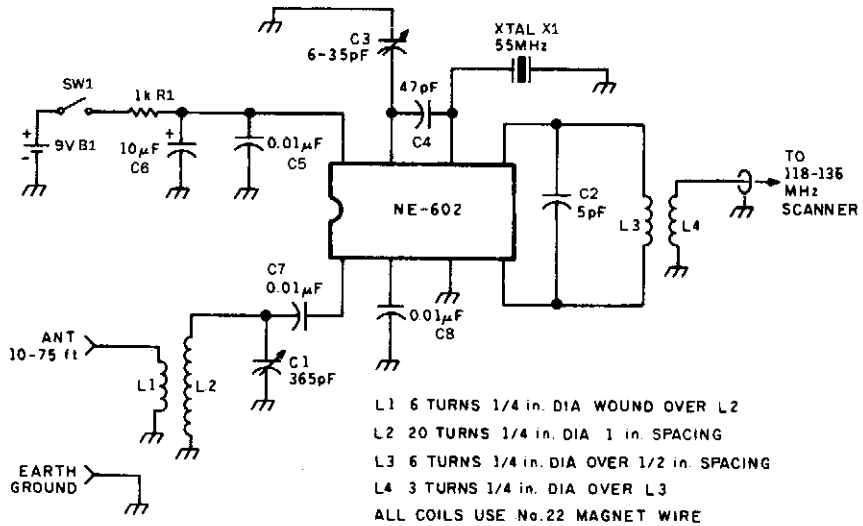 C3
6-35pF
XTAL X1
55MHz
SW1
1k R1
47pF
C4
+
9V B1
-
+
10µF
C6
0.01µF
C5
NE-602
C2
5pF
L3
L4
TO
118-136
MHz
SCANNER
C7
0.01µF
0.01µF
C8
ANT
10-75 ft
L1
L2
C1
365pF
EARTH
GROUND
L1 6 TURNS 1/4 in. DIA WOUND OVER L2
L2 20 TURNS 1/4 in. DIA 1 in. SPACING
L3 6 TURNS 1/4 in. DIA OVER 1/2 in. SPACING
L4 3 TURNS 1/4 in. DIA OVER L3
ALL COILS USE No.22 MAGNET WIRE